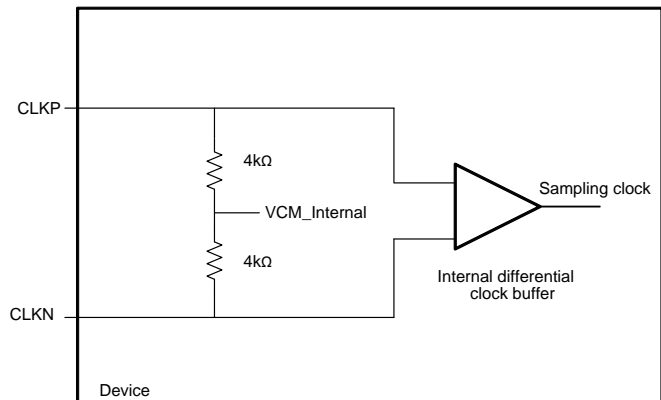 CLKP
4kΩ
Sampling clock
VCM_Internal
4kΩ
Internal differential
clock buffer
CLKN
Device